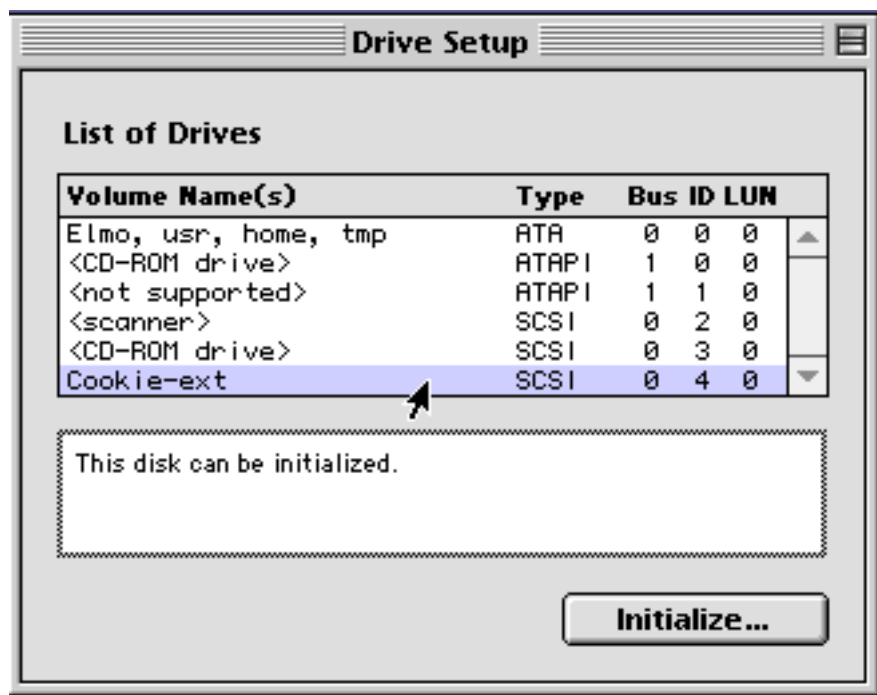 Drive Setup
List of Drives
Volume Name(s) Type Bus ID LUN
Elmo, usr, home, tmp ATA 0 0 0
<CD-ROM drive> ATAPI 1 0 0
<not supported> ATAPI 1 1 0
<scanner> SCSI 0 2 0
<CD-ROM drive> SCSI 0 3 0
Cookie-ext SCSI 0 4 0
This disk can be initialized.
Initialize...